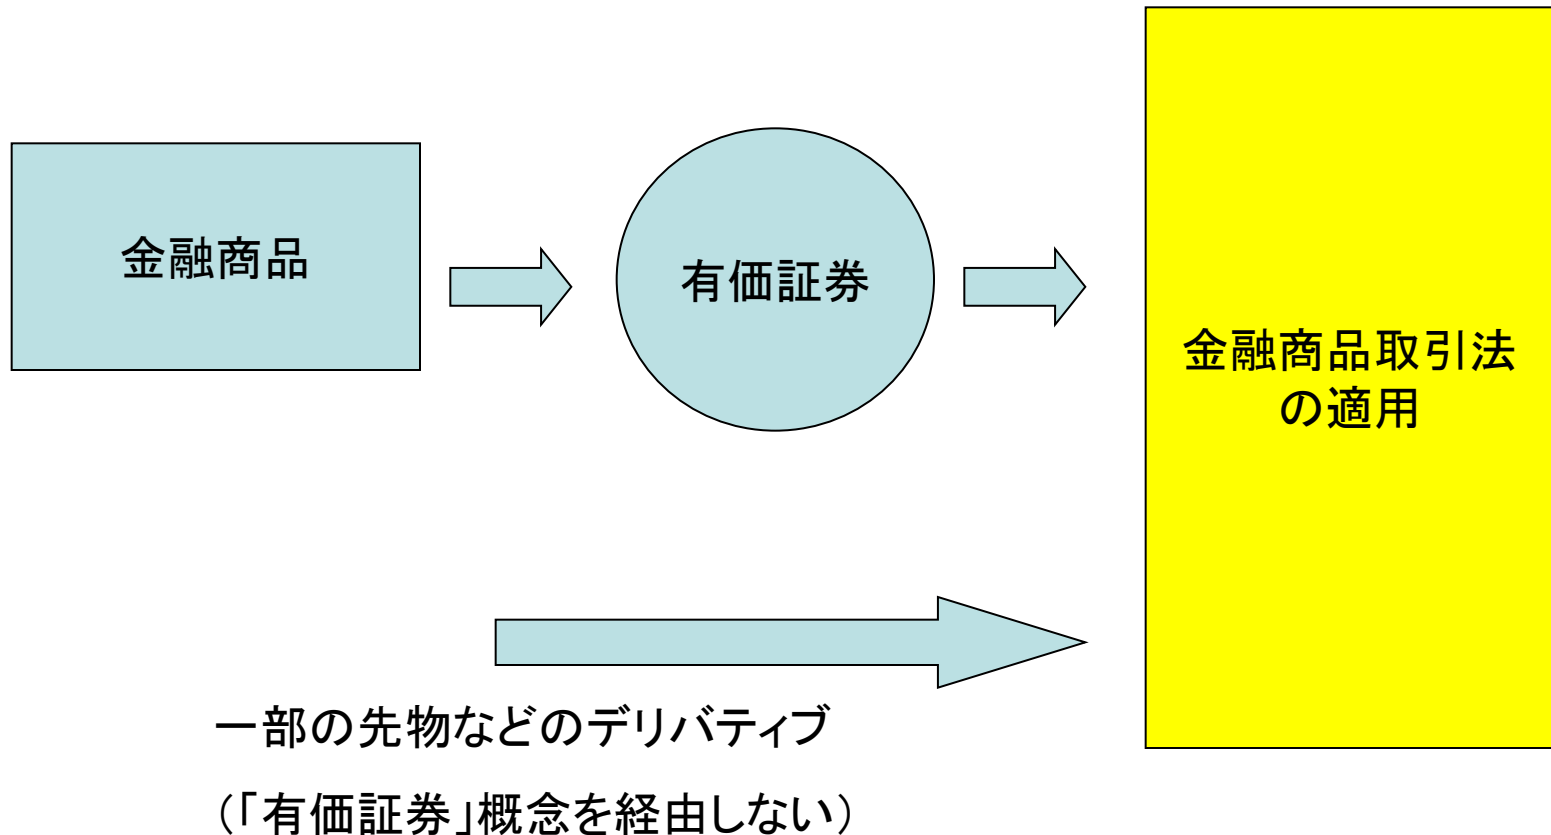 金融商品
有価証券
金融商品取引法
の適用
一部の先物などのデリバティブ
(「有価証券」概念を経由しない)